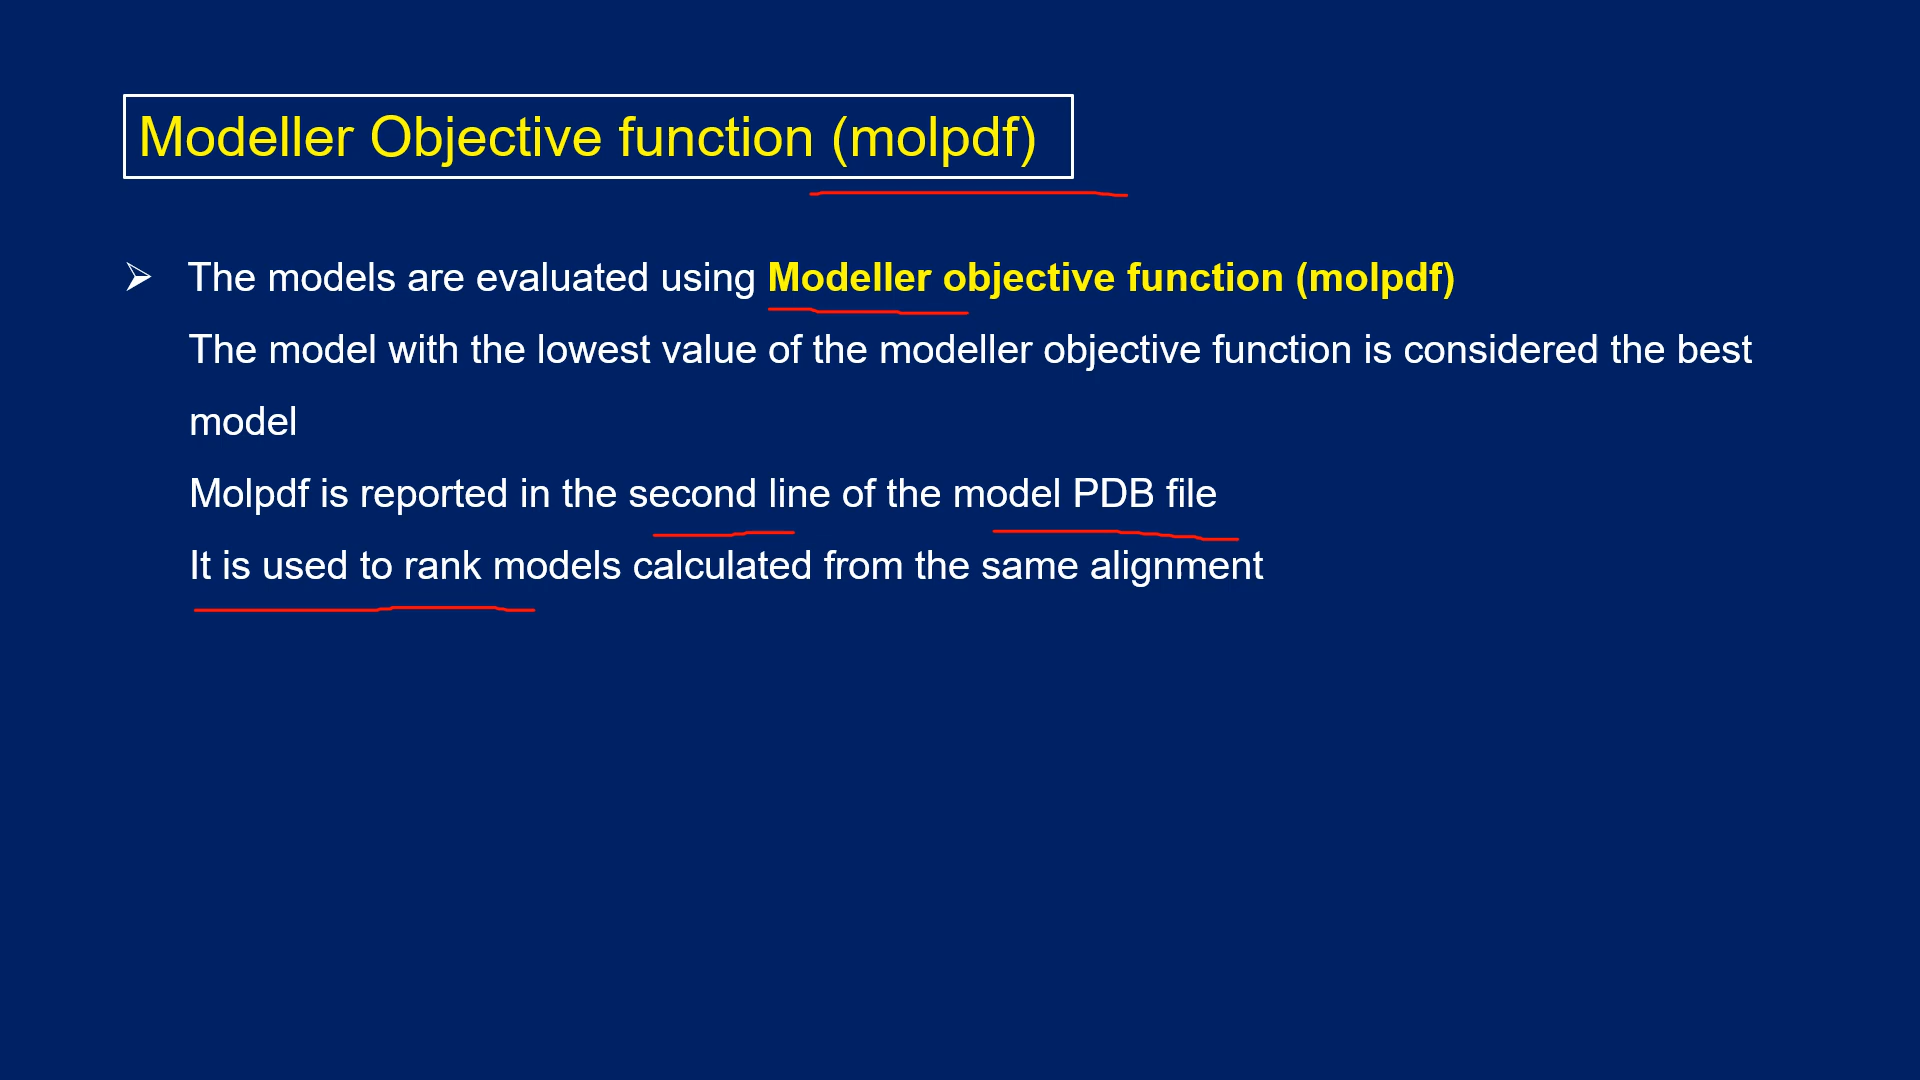 Modeller Objective function (molpdf)
➢ The models are evaluated using Modeller objective function (molpdf)
The model with the lowest value of the modeller objective function is considered the best
model
Molpdf is reported in the second line of the model PDB file
It is used to rank models calculated from the same alignment